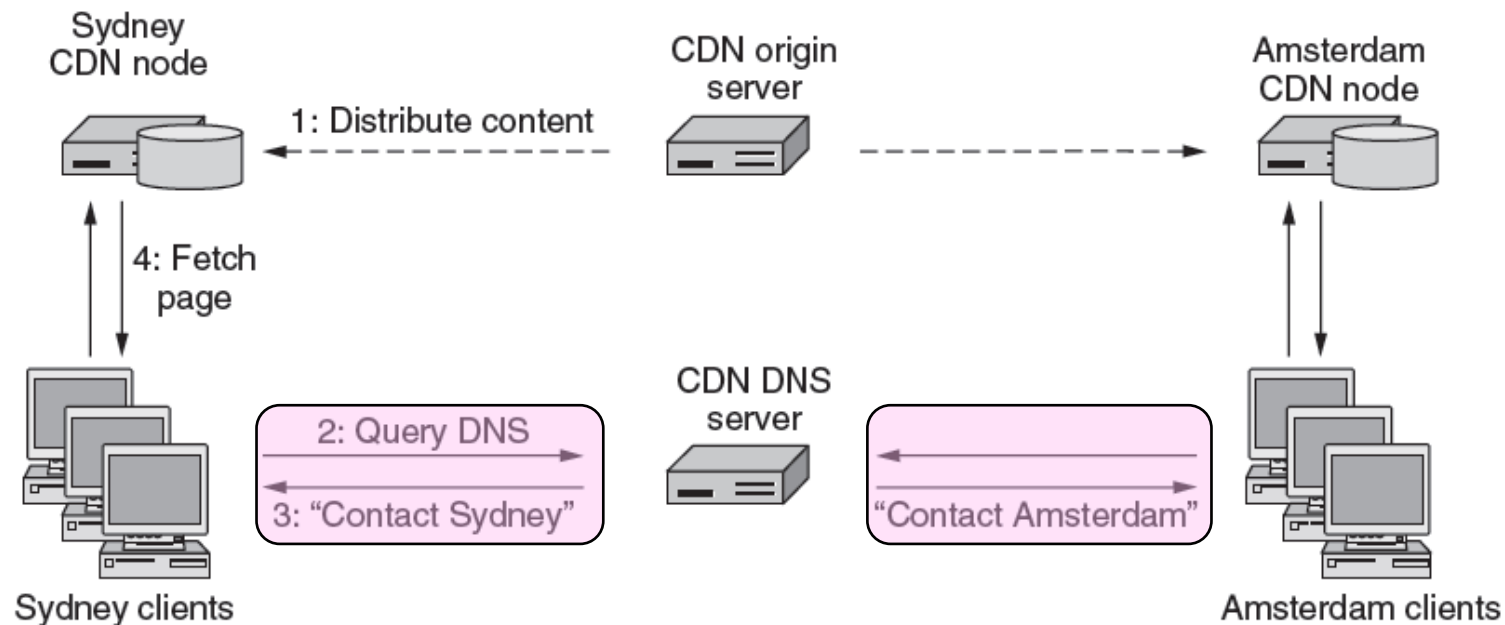 Sydney
CDN node
CDN origin
server
Amsterdam
CDN node
1: Distribute content
4: Fetch
page
CDN DNS
server
2: Query DNS
3: “Contact Sydney”
“Contact Amsterdam”
Sydney clients
Amsterdam clients